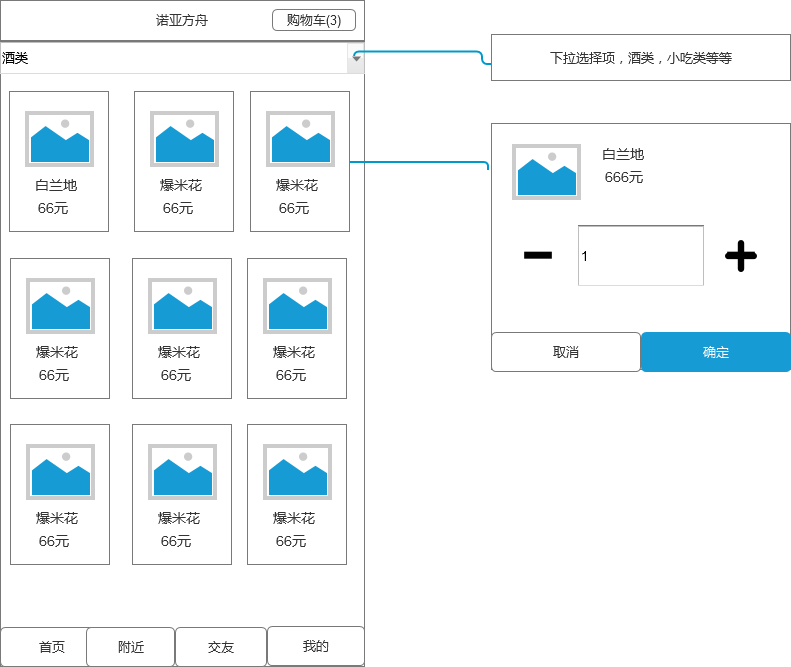 诺亚方舟
购物车(3)
酒类
白兰地
66元
爆米花
66元
爆米花
66元
爆米花
66元
爆米花
66元
爆米花
66元
爆米花
66元
爆米花
66元
爆米花
66元
首页
附近
交友
我的
下拉选择项，酒类，小吃类等等
白兰地
666元
1
取消
确定